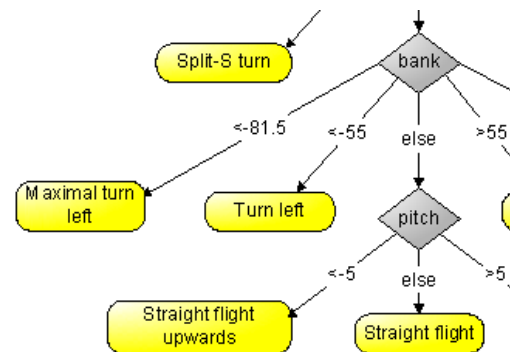 Split-S turn
bank
<-81.5
<-55
else
>55
Maximal turn
left
Turn left
pitch
<-5
else
>5
Straight flight
upwards
Straight flight